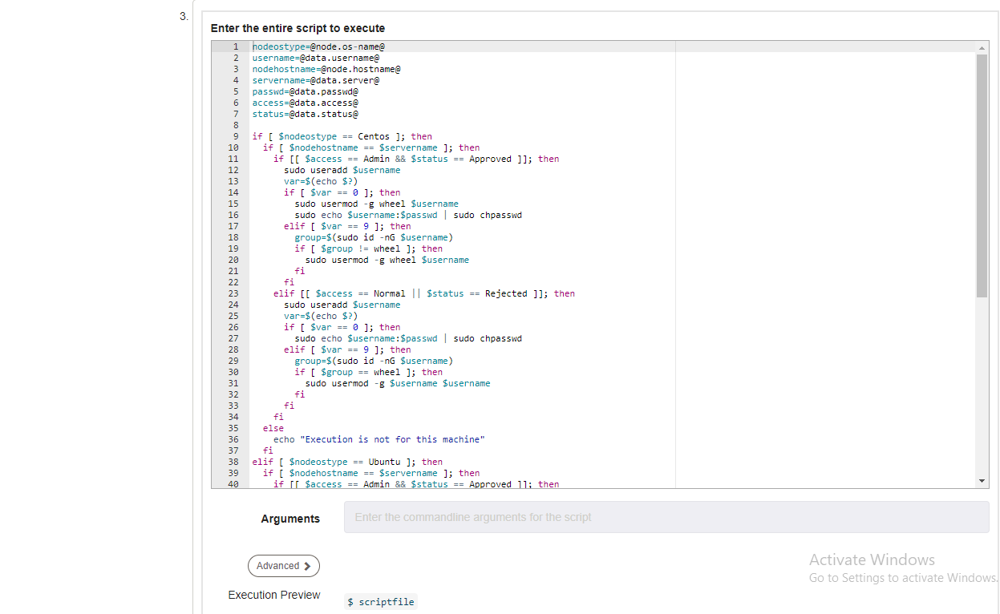 3.
Enter the entire script to execute
1 nodeostype=@node.os-name@
2 username=@data.username@
3 nodehostname=@node.hostname@
4 servername=@data.server@
5 passwd=@data.passwd@
6 access=@data.access@
7 status=@data.status@
8
9 if [ $nodeostype == Centos ]; then
10 if [ $nodehostname == $servername ]; then
11 if [[ $access == Admin && $status == Approved ]]; then
12 sudo useradd $username
13 var=$(echo $?)
14 if [ $var == 0 ]; then
15 sudo usermod -g wheel $username
16 sudo echo $username:$passwd | sudo chpasswd
17 elif [ $var == 9 ]; then
18 group=$(sudo id -nG $username)
19 if [ $group != wheel ]; then
20 sudo usermod -g wheel $username
21 fi
22 fi
23 elif [[ $access == Normal || $status == Rejected ]]; then
24 sudo useradd $username
25 var=$(echo $?)
26 if [ $var == 0 ]; then
27 sudo echo $username:$passwd | sudo chpasswd
28 elif [ $var == 9 ]; then
29 group=$(sudo id -nG $username)
30 if [ $group == wheel ]; then
31 sudo usermod -g $username $username
32 fi
33 fi
34 fi
35 else
36 echo "Execution is not for this machine"
37 fi
38 elif [ $nodeostype == Ubuntu ]; then
39 if [ $nodehostname == $servername ]; then
40 if [[ $access == Admin && $status == Approved ]]; then
Arguments
Enter the commandline arguments for the script
Advanced
Activate Windows
Go to Settings to activate Windows.
Execution Preview
$ scriptfile